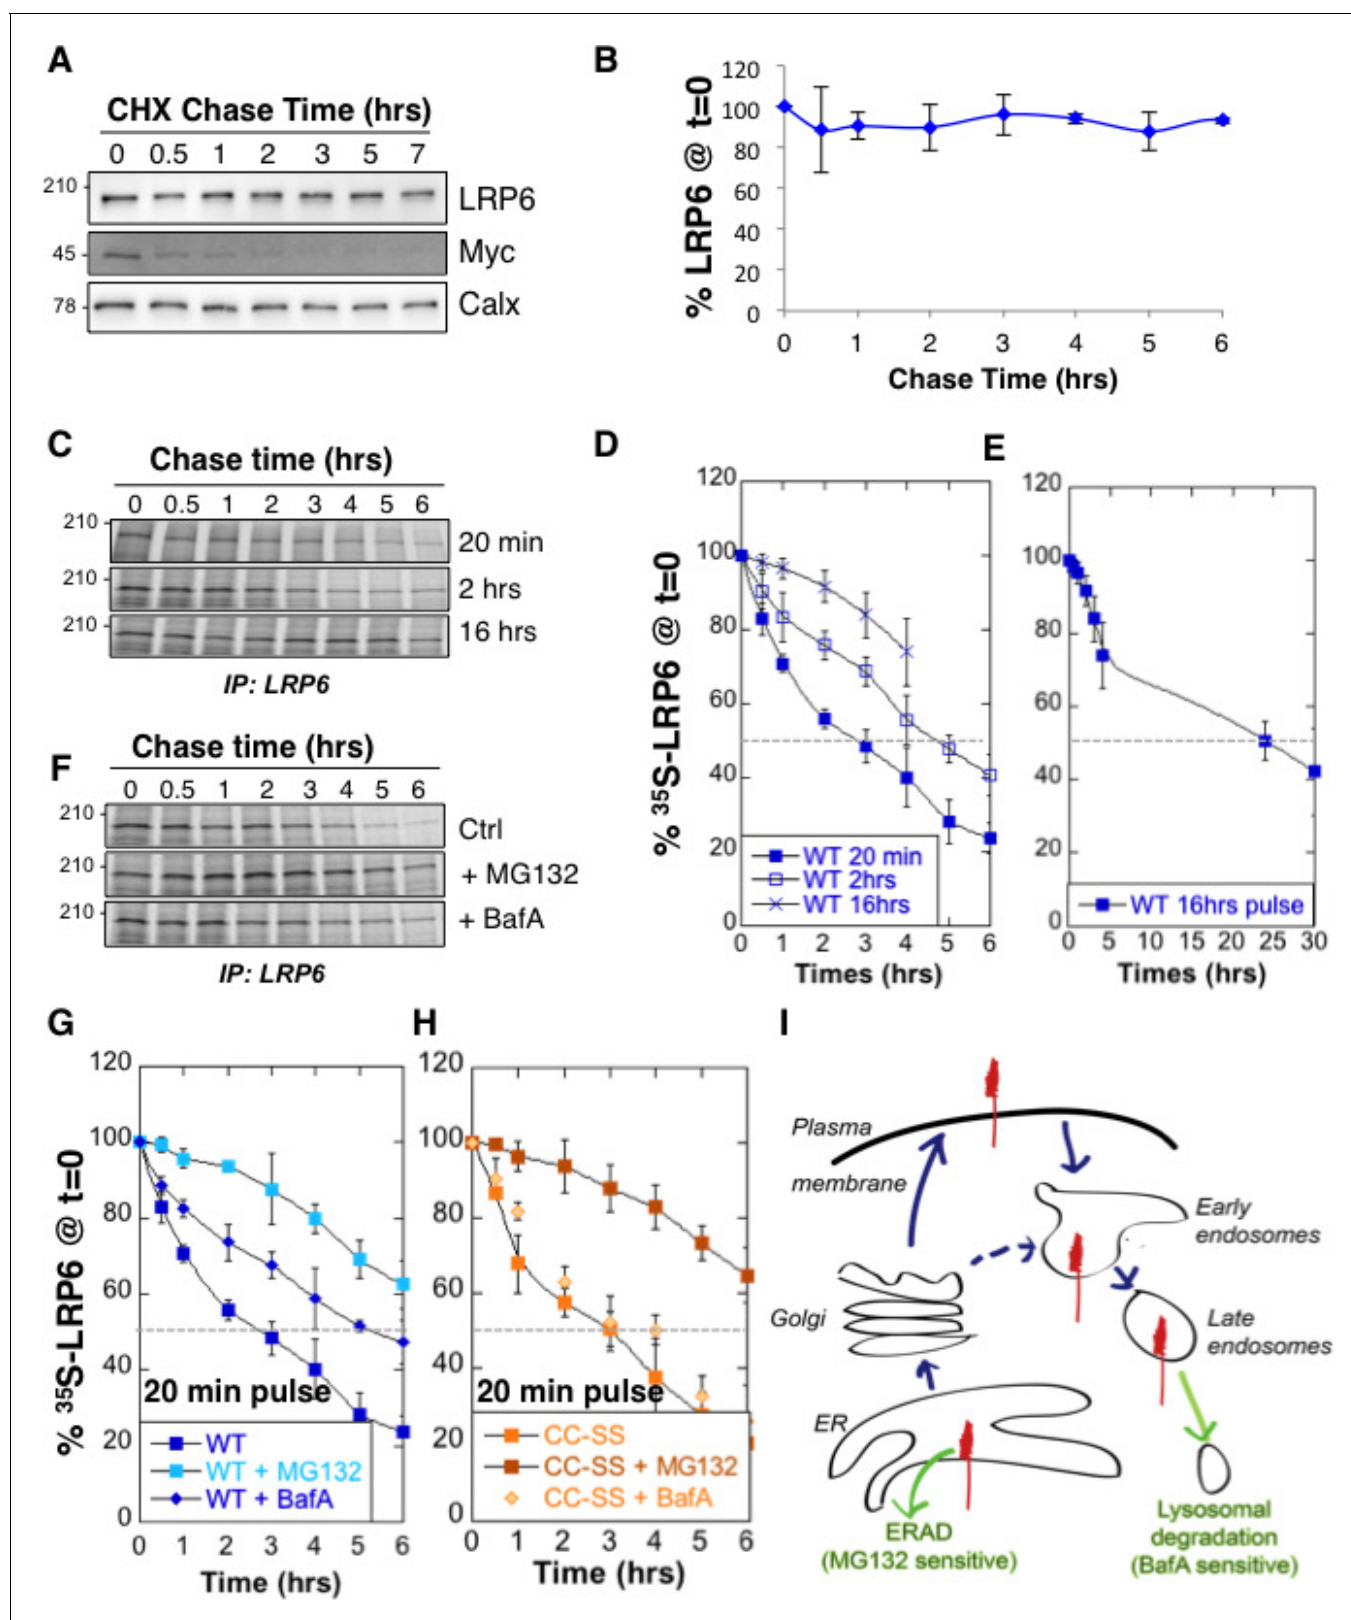 A
CHX Chase Time (hrs)
0 0.5 1 2 3 5 7
210
LRP6
45
Myc
78
Calx
B
% LRP6 @ t=0
120
100
80
60
40
20
0
0 1 2 3 4 5 6
Chase Time (hrs)
C
Chase time (hrs)
0 0.5 1 2 3 4 5 6
210
20 min
210
2 hrs
210
16 hrs
IP: LRP6
D
% 35S-LRP6 @ t=0
120
100
80
60
40
20
0
WT 20 min
WT 2hrs
WT 16hrs
0 1 2 3 4 5 6
Times (hrs)
E
120
100
80
60
40
20
0
WT 16hrs pulse
0 5 10 15 20 25 30
Times (hrs)
F
Chase time (hrs)
0 0.5 1 2 3 4 5 6
210
Ctrl
210
+ MG132
210
+ BafA
IP: LRP6
G
% 35S-LRP6 @ t=0
120
100
80
60
40
20
0
20 min pulse
WT
WT + MG132
WT + BafA
0 1 2 3 4 5 6
Time (hrs)
H
120
100
80
60
40
20
0
20 min pulse
CC-SS
CC-SS + MG132
CC-SS + BafA
0 1 2 3 4 5 6
Time (hrs)
I
Plasma
membrane
Early
endosomes
Golgi
Late
endosomes
ER
ERAD
(MG132 sensitive)
Lysosomal
degradation
(BafA sensitive)